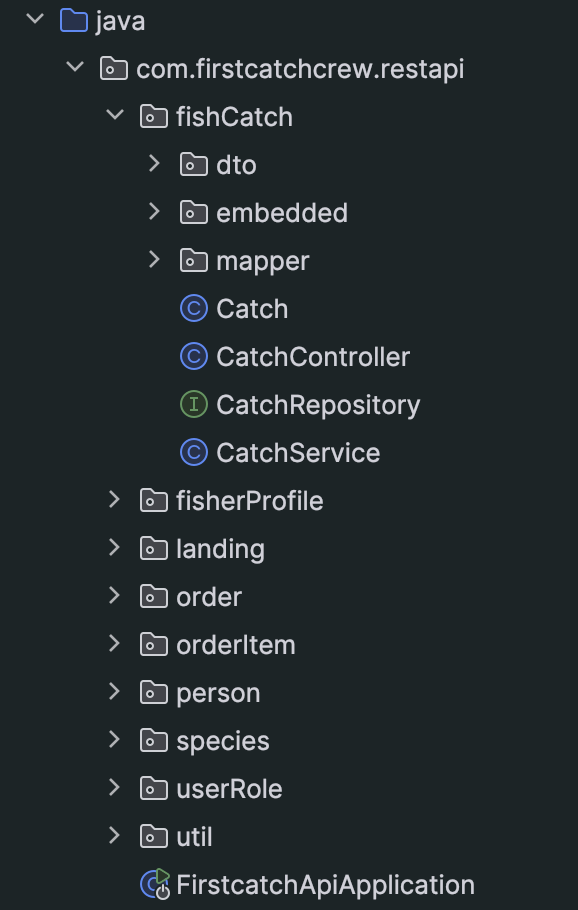 java
com.firstcatchcrew.restapi
fishCatch
dto
embedded
mapper
C Catch
C CatchController
I CatchRepository
C CatchService
fisherProfile
landing
order
orderItem
person
species
userRole
util
C FirstcatchApiApplication